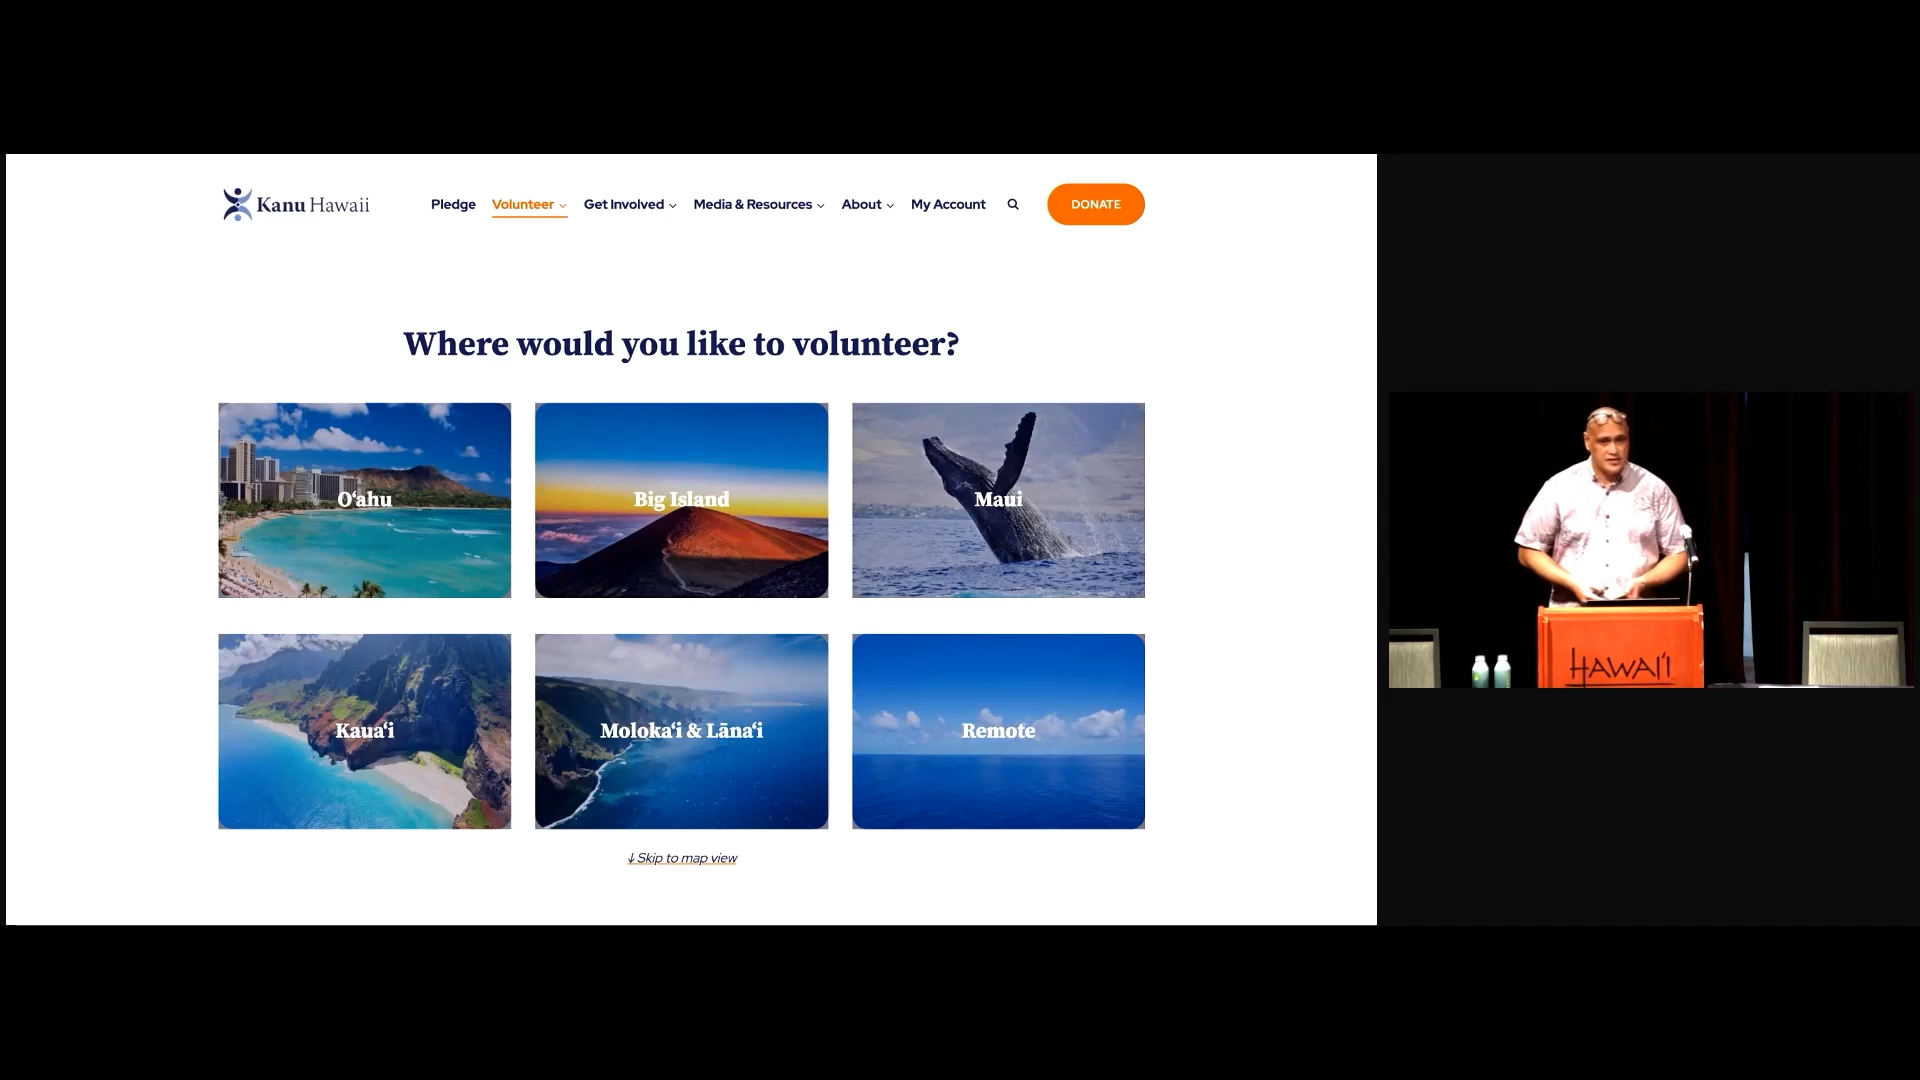 Kanu Hawaii
Pledge
Volunteer
Get Involved
Media & Resources
About
My Account
DONATE
Where would you like to volunteer?
Oʻahu
Big Island
Maui
Kauaʻi
Molokaʻi & Lānaʻi
Remote
↓ Skip to map view
HAWAIʻI